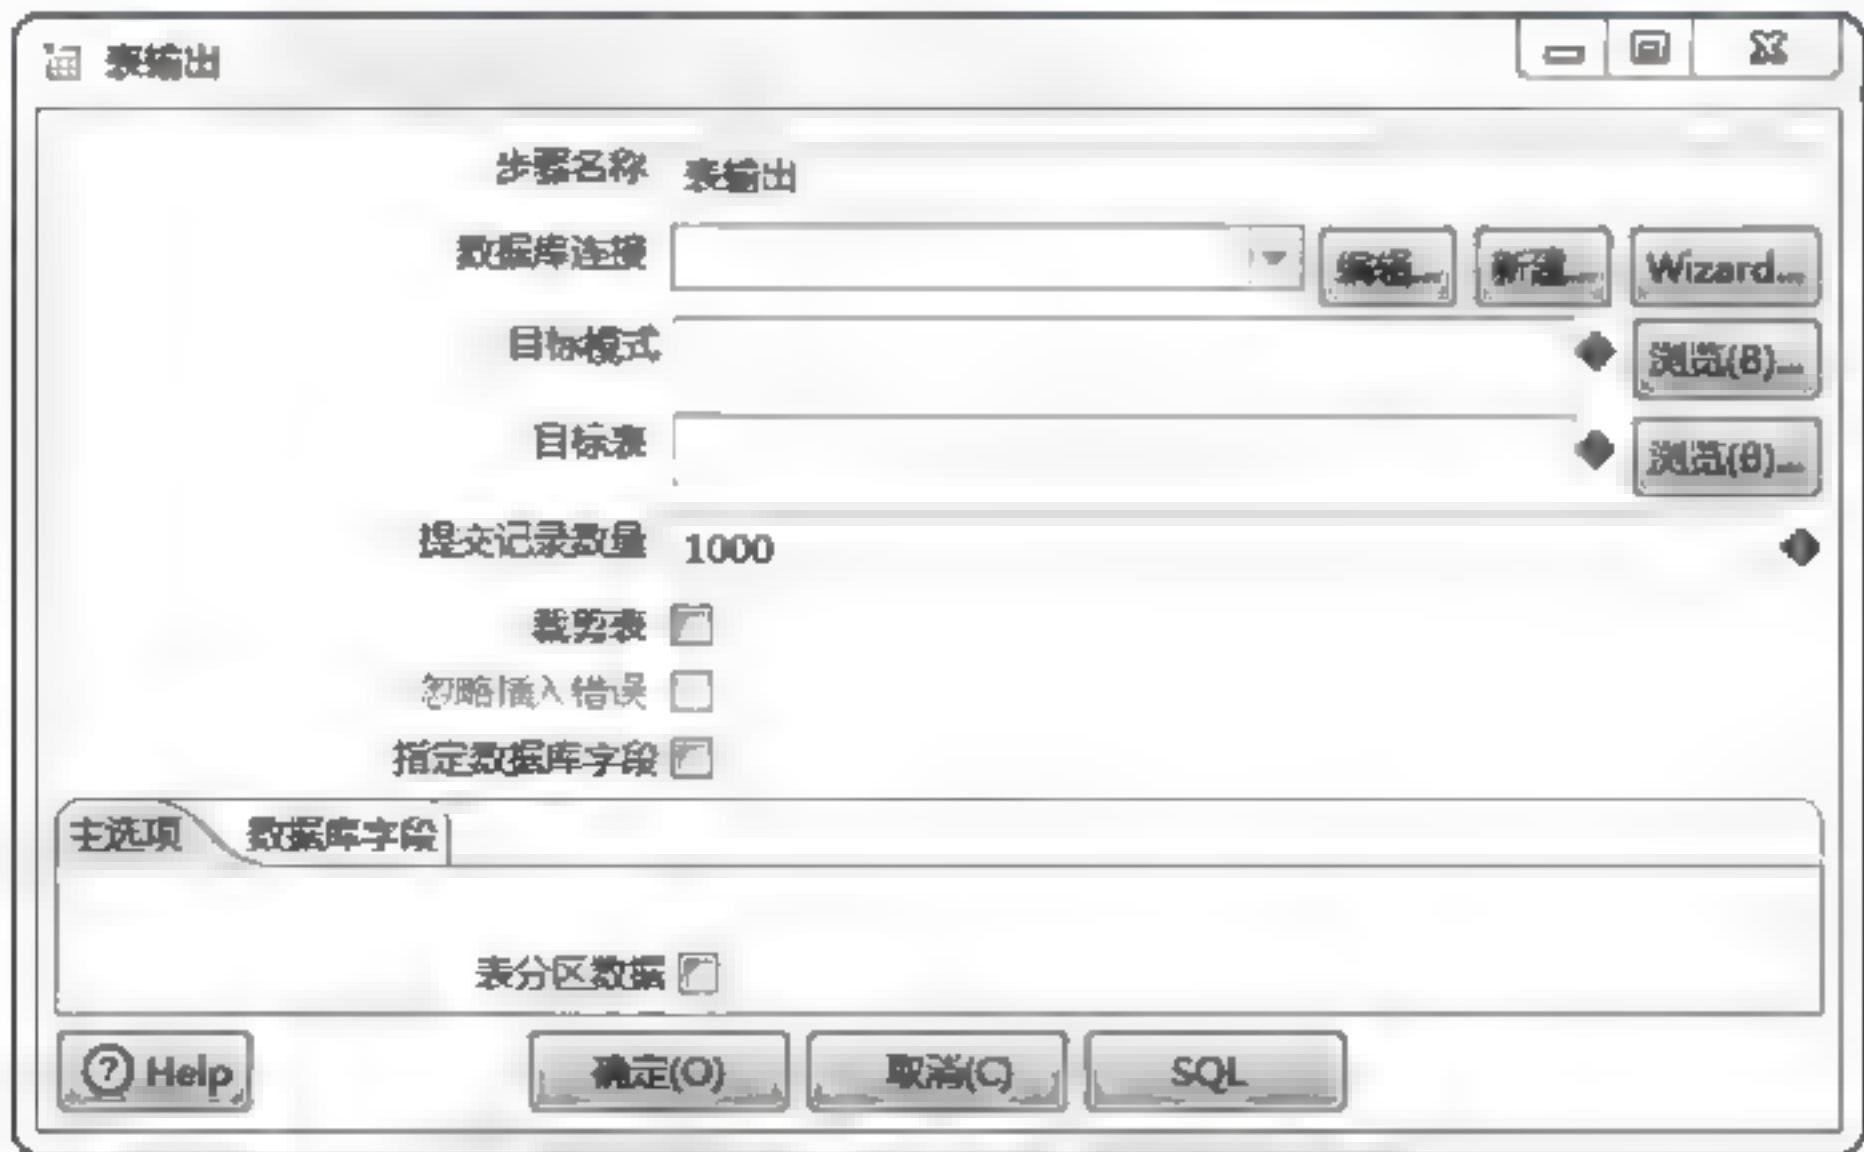 表输出
步骤名称 表输出
数据库连接 编辑... 新建... Wizard...
目标模式 浏览(B)...
目标表 浏览(B)...
提交记录数量 1000
裁剪表
忽略插入错误
指定数据库字段
主选项 数据库字段
表分区数据
Help 确定(O) 取消(C) SQL